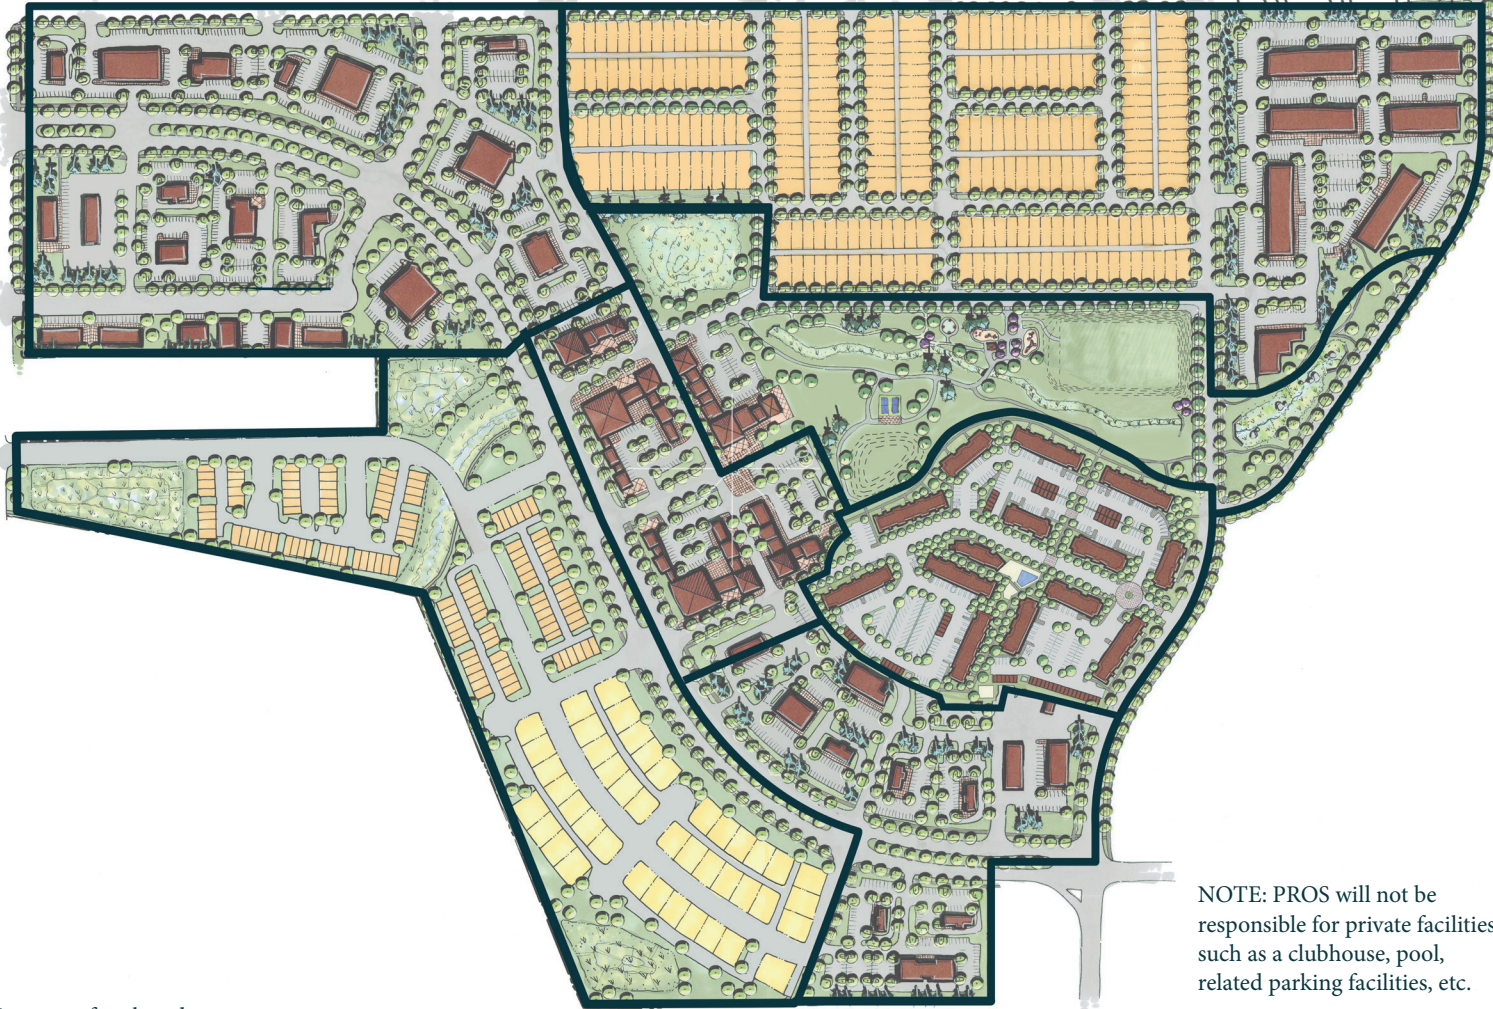 NOTE: PROS will not be
responsible for private facilities
such as a clubhouse, pool,
related parking facilities, etc.